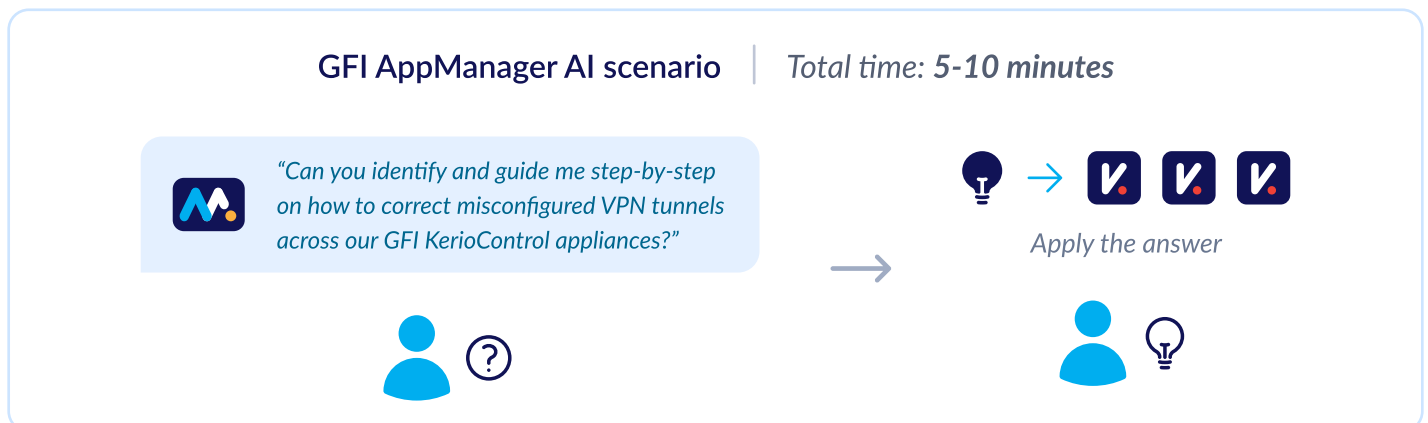 GFI AppManager AI scenario
Total time: 5-10 minutes
“Can you identify and guide me step-by-step
on how to correct misconfigured VPN tunnels
across our GFI KerioControl appliances?”
Apply the answer
?